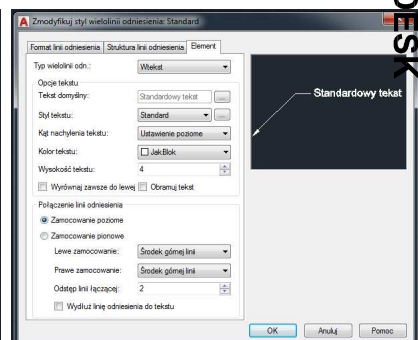 Zmodyfikuj styl wielolinii odniesienia: Standard
DESK
Format linii odniesienia Struktura linii odniesienia Element
Typ wielolinii odn.: Wtekst
Opcje tekstu
Tekst domyślny: Standardowy tekst ...
Styl tekstu: Standard ...
Kąt nachylenia tekstu: Ustawienie poziome
Kolor tekstu: JakBlok
Wysokość tekstu: 4
Wyrównaj zawsze do lewej Obramuj tekst
Połączenie linii odniesienia
Zamocowanie poziome
Zamocowanie pionowe
Lewe zamocowanie: Środek górnej linii
Prawe zamocowanie: Środek górnej linii
Odstęp linii łączącej: 2
Wydłuż linię odniesienia do tekstu
Standardowy tekst
OK Anuluj Pomoc